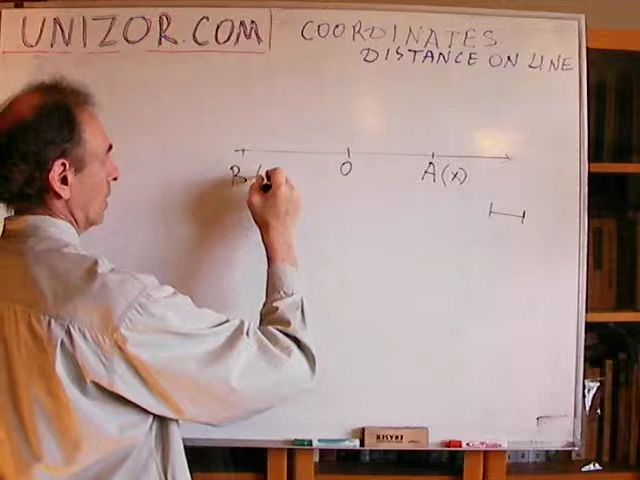 UNIZOR.COM
COORDINATES
DISTANCE ON LINE
B ( O A(x)